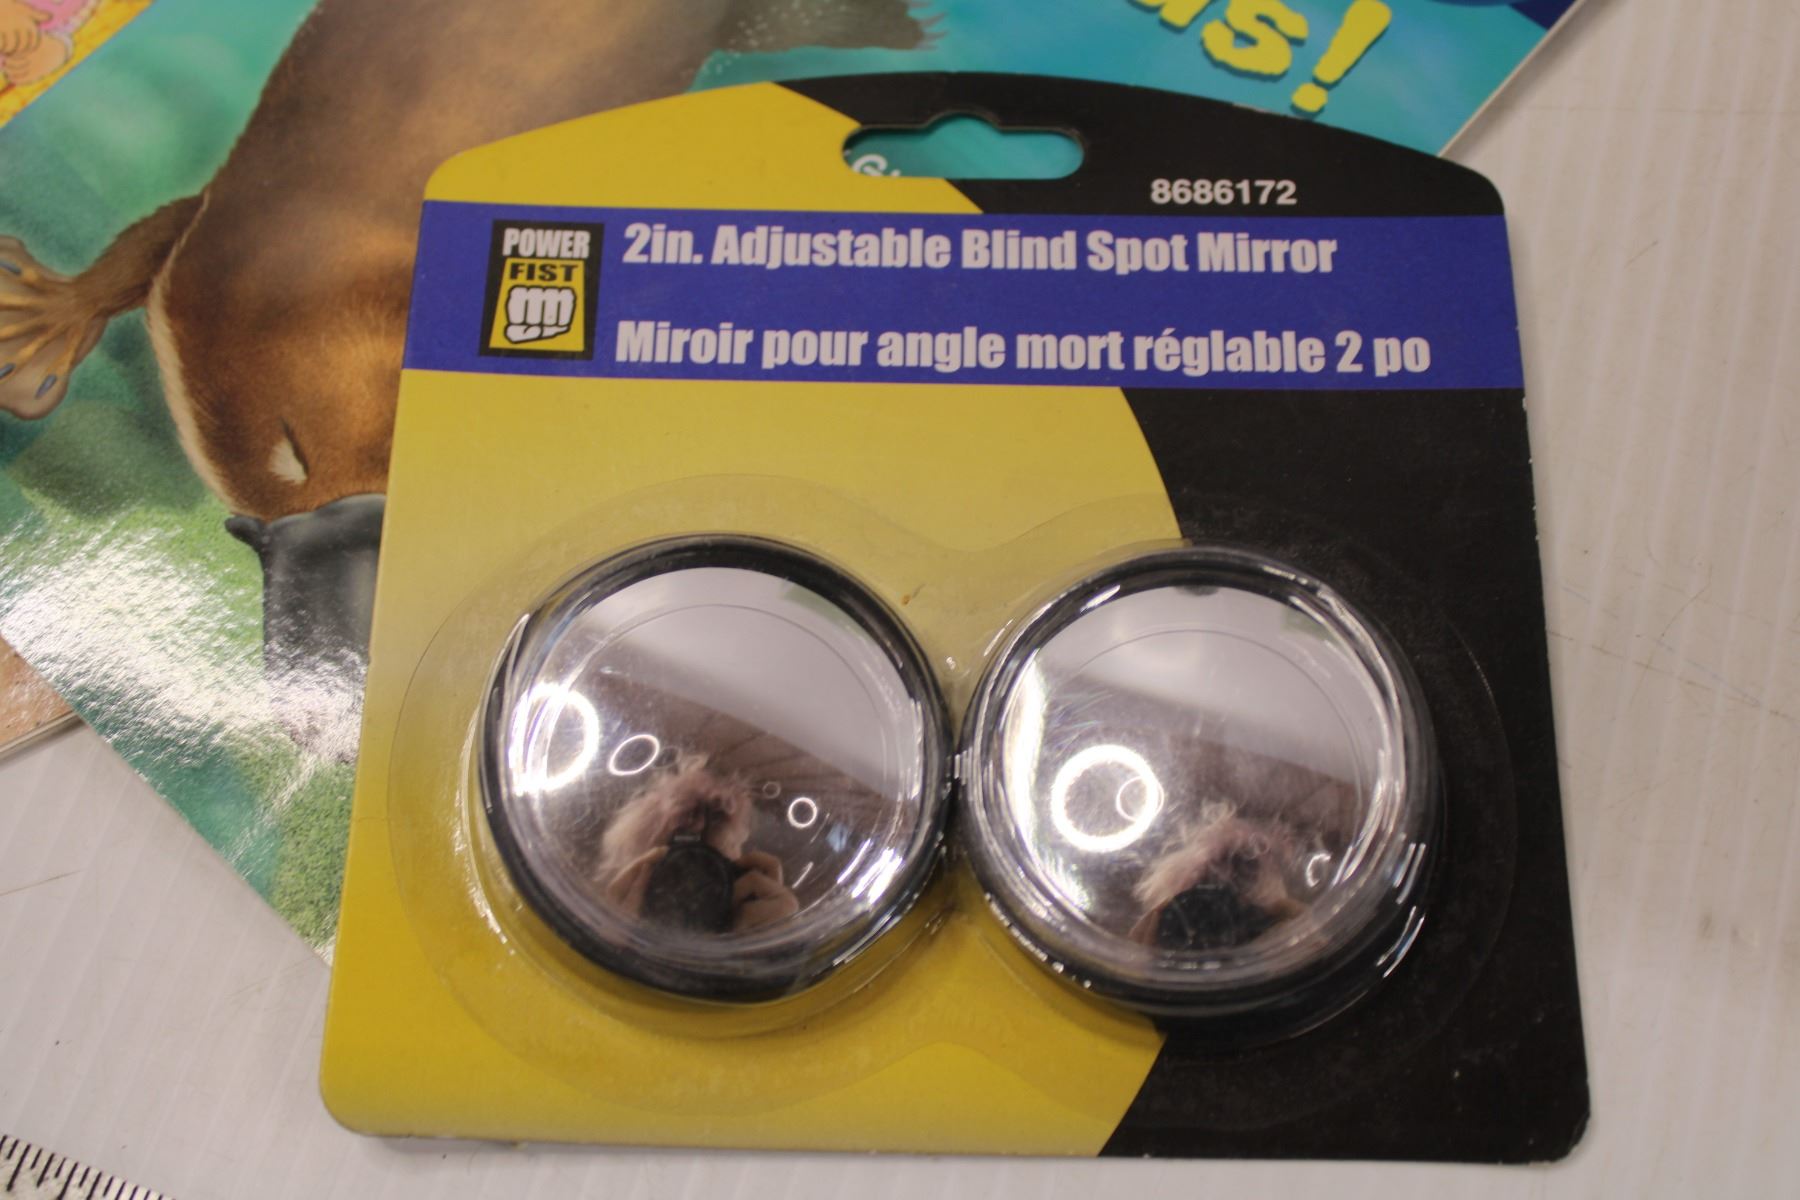 8686172
POWER
FIST
2in. Adjustable Blind Spot Mirror
Miroir pour angle mort réglable 2 po